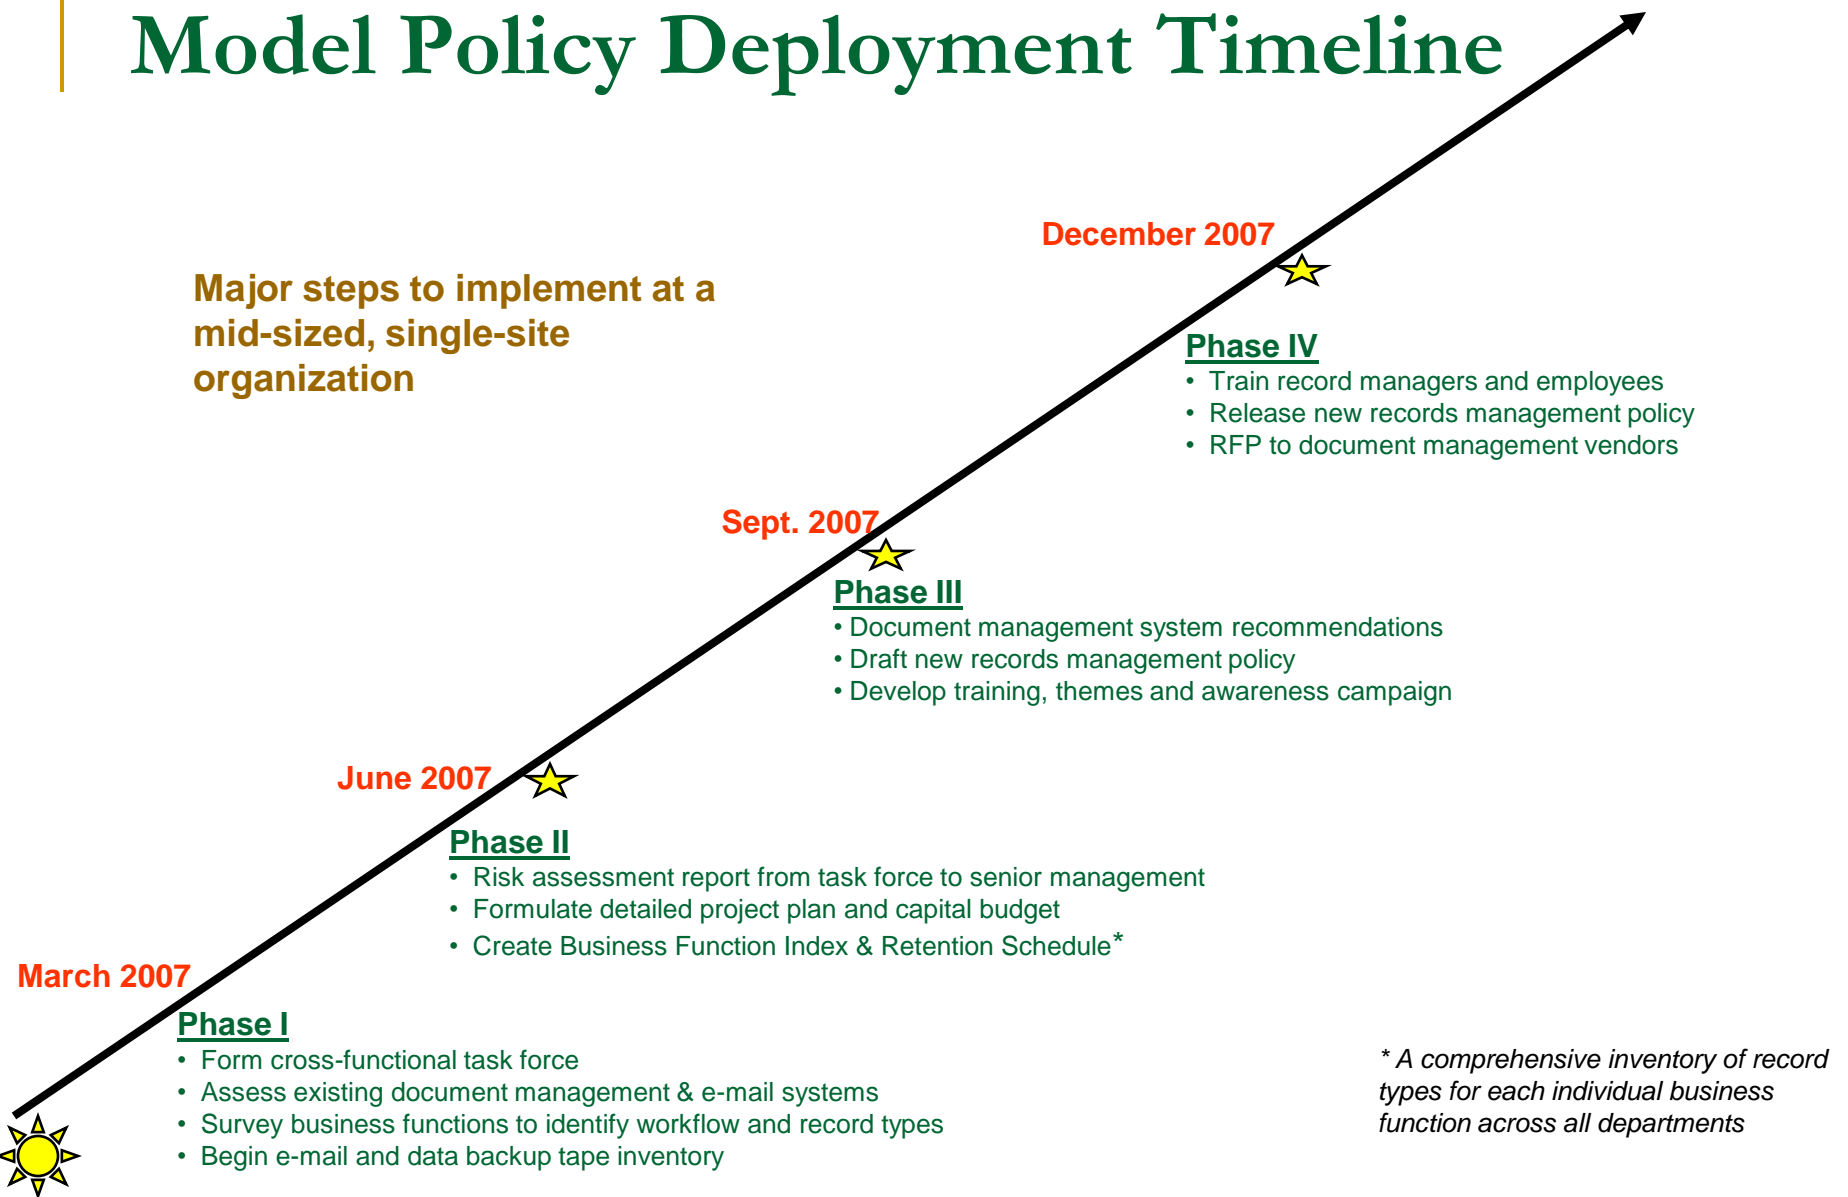 Model Policy Deployment Timeline
Major steps to implement at a
mid-sized, single-site
organization
December 2007
Phase IV
• Train record managers and employees
• Release new records management policy
• RFP to document management vendors
Sept. 2007
Phase III
• Document management system recommendations
• Draft new records management policy
• Develop training, themes and awareness campaign
June 2007
Phase II
• Risk assessment report from task force to senior management
• Formulate detailed project plan and capital budget
• Create Business Function Index & Retention Schedule*
March 2007
Phase I
• Form cross-functional task force
• Assess existing document management & e-mail systems
• Survey business functions to identify workflow and record types
• Begin e-mail and data backup tape inventory
* A comprehensive inventory of record
types for each individual business
function across all departments